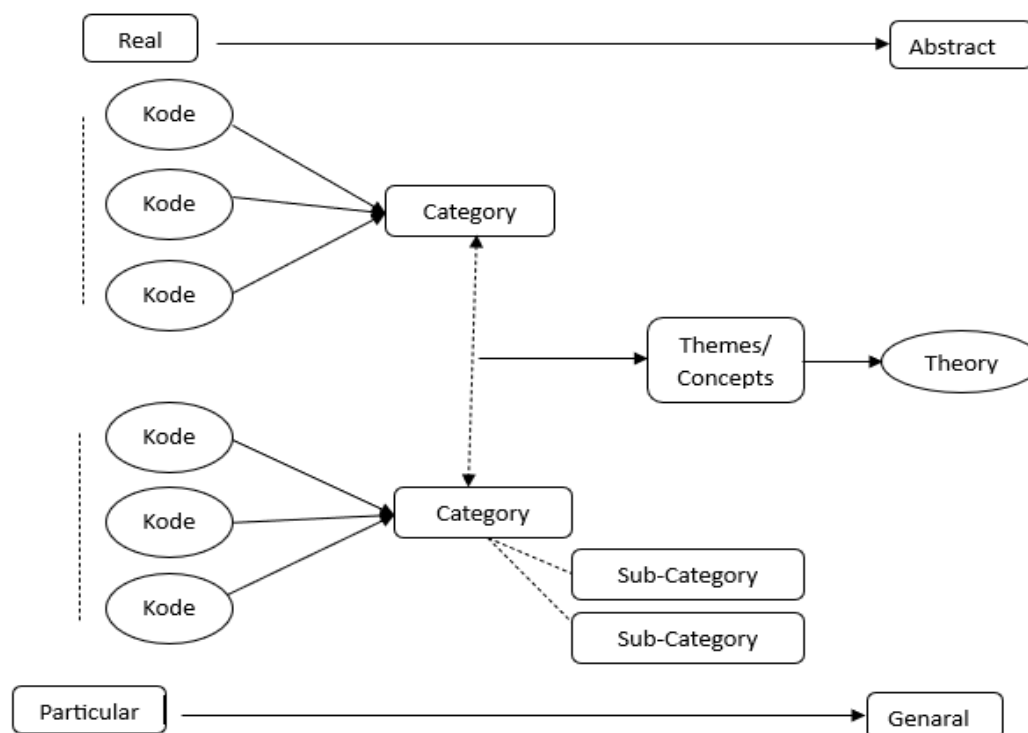 Real
Abstract
Kode
Kode
Category
Kode
Themes/
Concepts
Theory
Kode
Kode
Category
Sub-Category
Kode
Sub-Category
Particular
Genaral